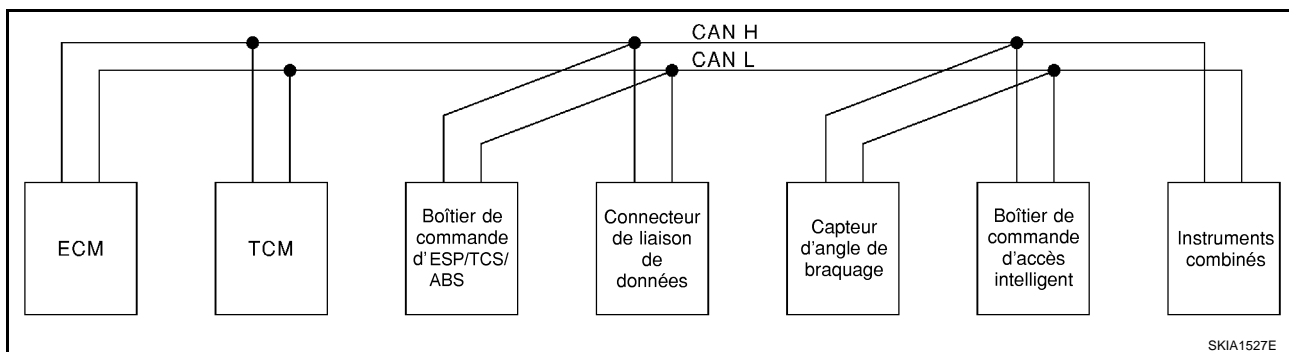 CAN H
CAN L
ECM
TCM
Boîtier de
commande
d'ESP/TCS/
ABS
Connecteur
de liaison
de
données
Capteur
d'angle de
braquage
Boîtier de
commande
d'accès
intelligent
Instruments
combinés
SKIA1527E